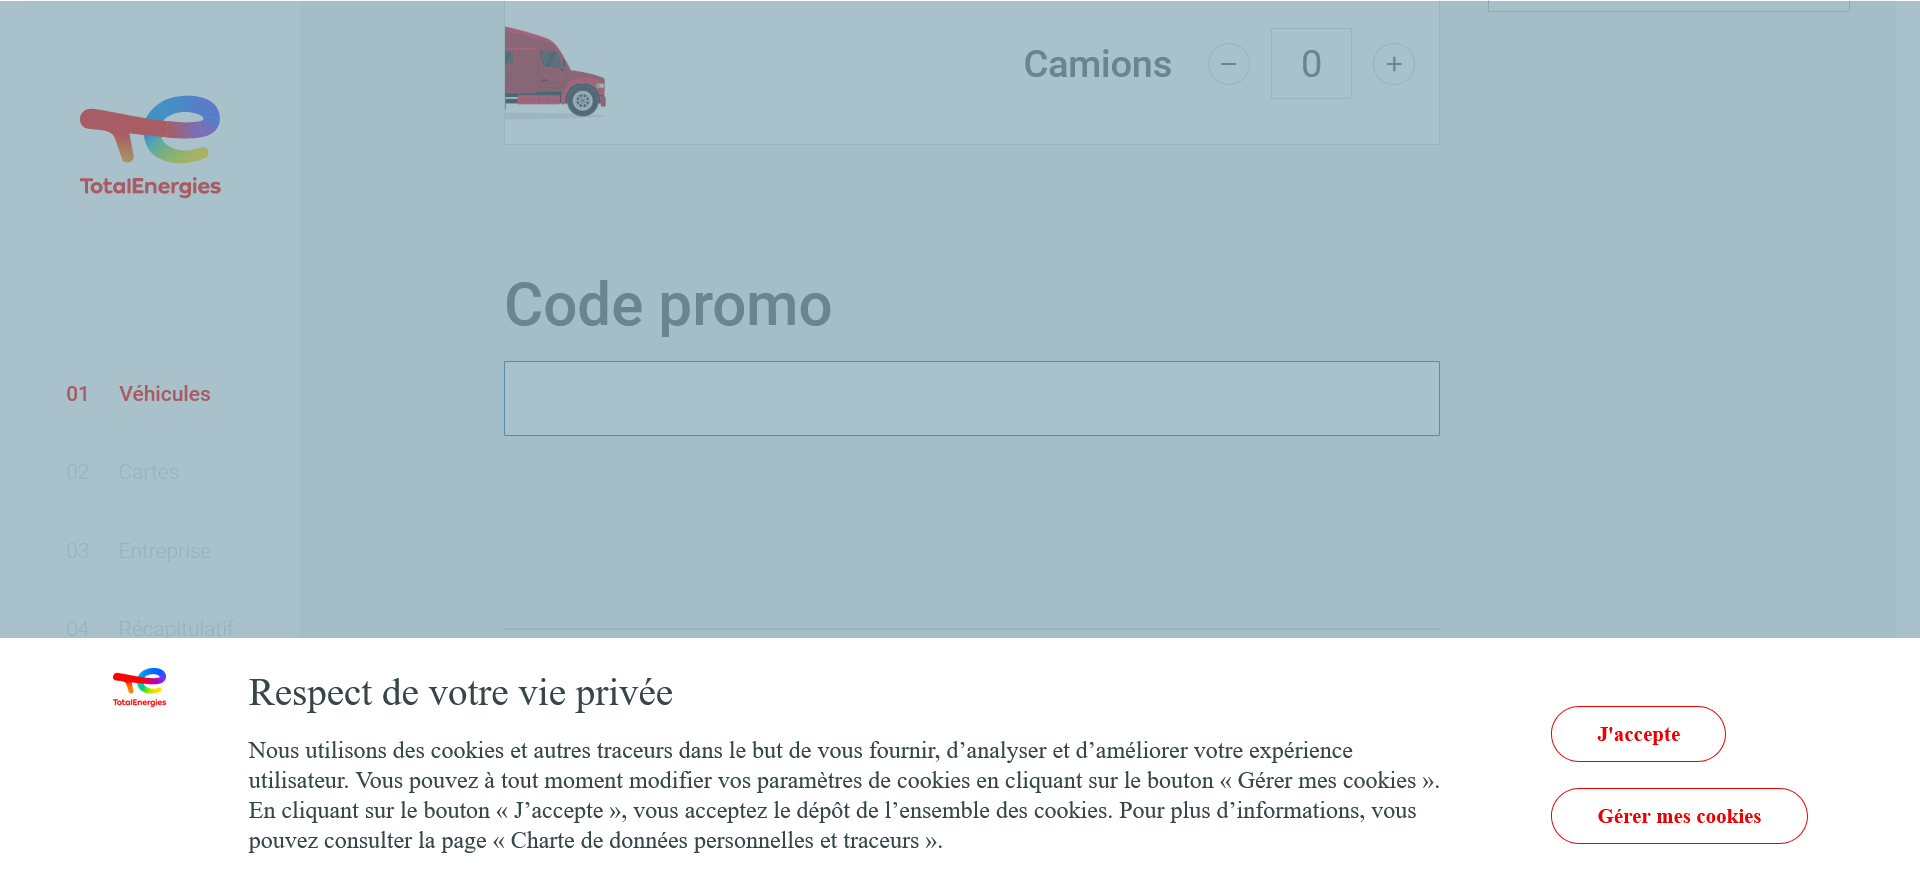 Camions
0
TotalEnergies
Code promo
01 Véhicules
02 Cartes
03 Entreprise
04 Récapitulatif
TotalEnergies
Respect de votre vie privée
Nous utilisons des cookies et autres traceurs dans le but de vous fournir, d’analyser et d’améliorer votre expérience
utilisateur. Vous pouvez à tout moment modifier vos paramètres de cookies en cliquant sur le bouton « Gérer mes cookies ».
En cliquant sur le bouton « J’accepte », vous acceptez le dépôt de l’ensemble des cookies. Pour plus d’informations, vous
pouvez consulter la page « Charte de données personnelles et traceurs ».
J'accepte
Gérer mes cookies